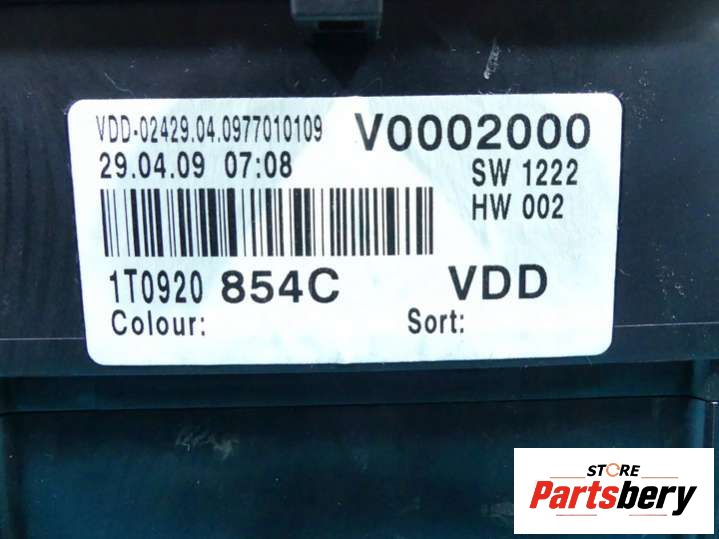 VDD-02429.04.0977010109 V0002000
29.04.09 07:08 SW 1222
HW 002
1T0920 854C VDD
Colour: Sort:
STORE
Partsbery